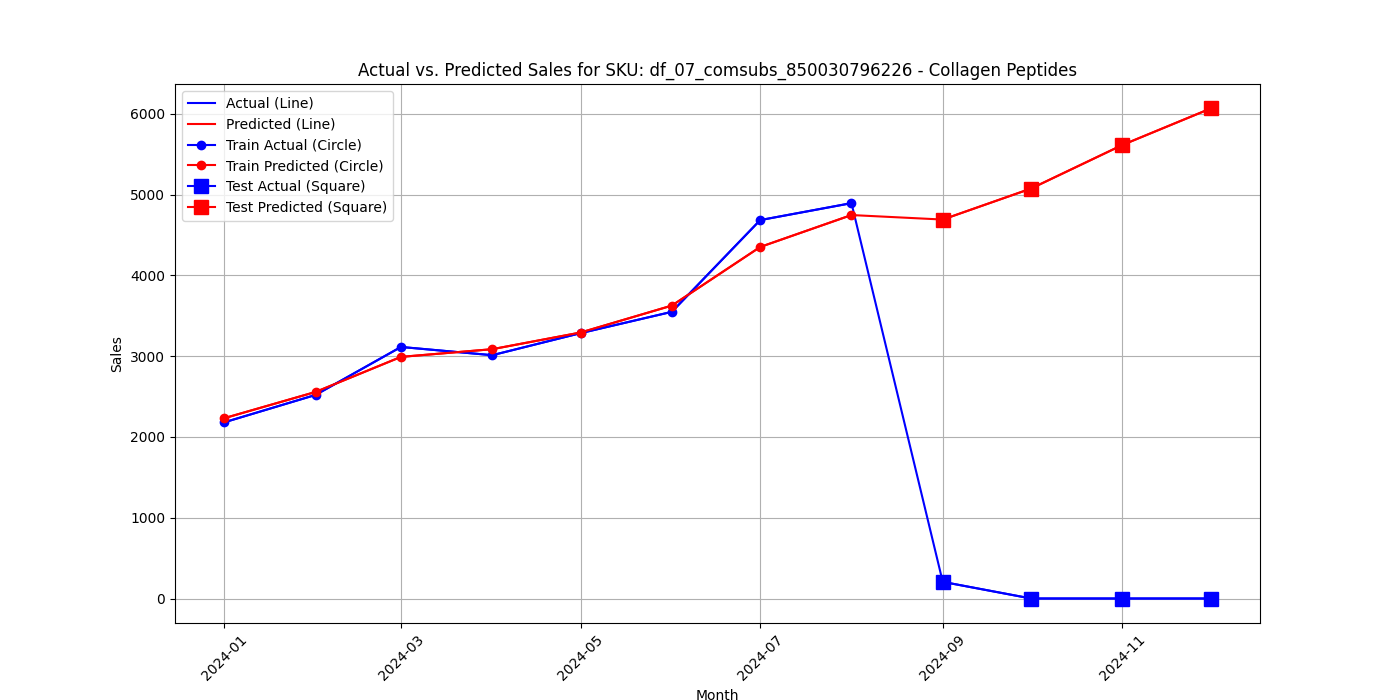 Actual vs. Predicted Sales for SKU: df_07_comsubs_850030796226 - Collagen Peptides
Actual (Line)
Predicted (Line)
Train Actual (Circle)
Train Predicted (Circle)
Test Actual (Square)
Test Predicted (Square)
6000
5000
4000
3000
2000
1000
0
Sales
2024-01
2024-03
2024-05
2024-07
2024-09
2024-11
Month